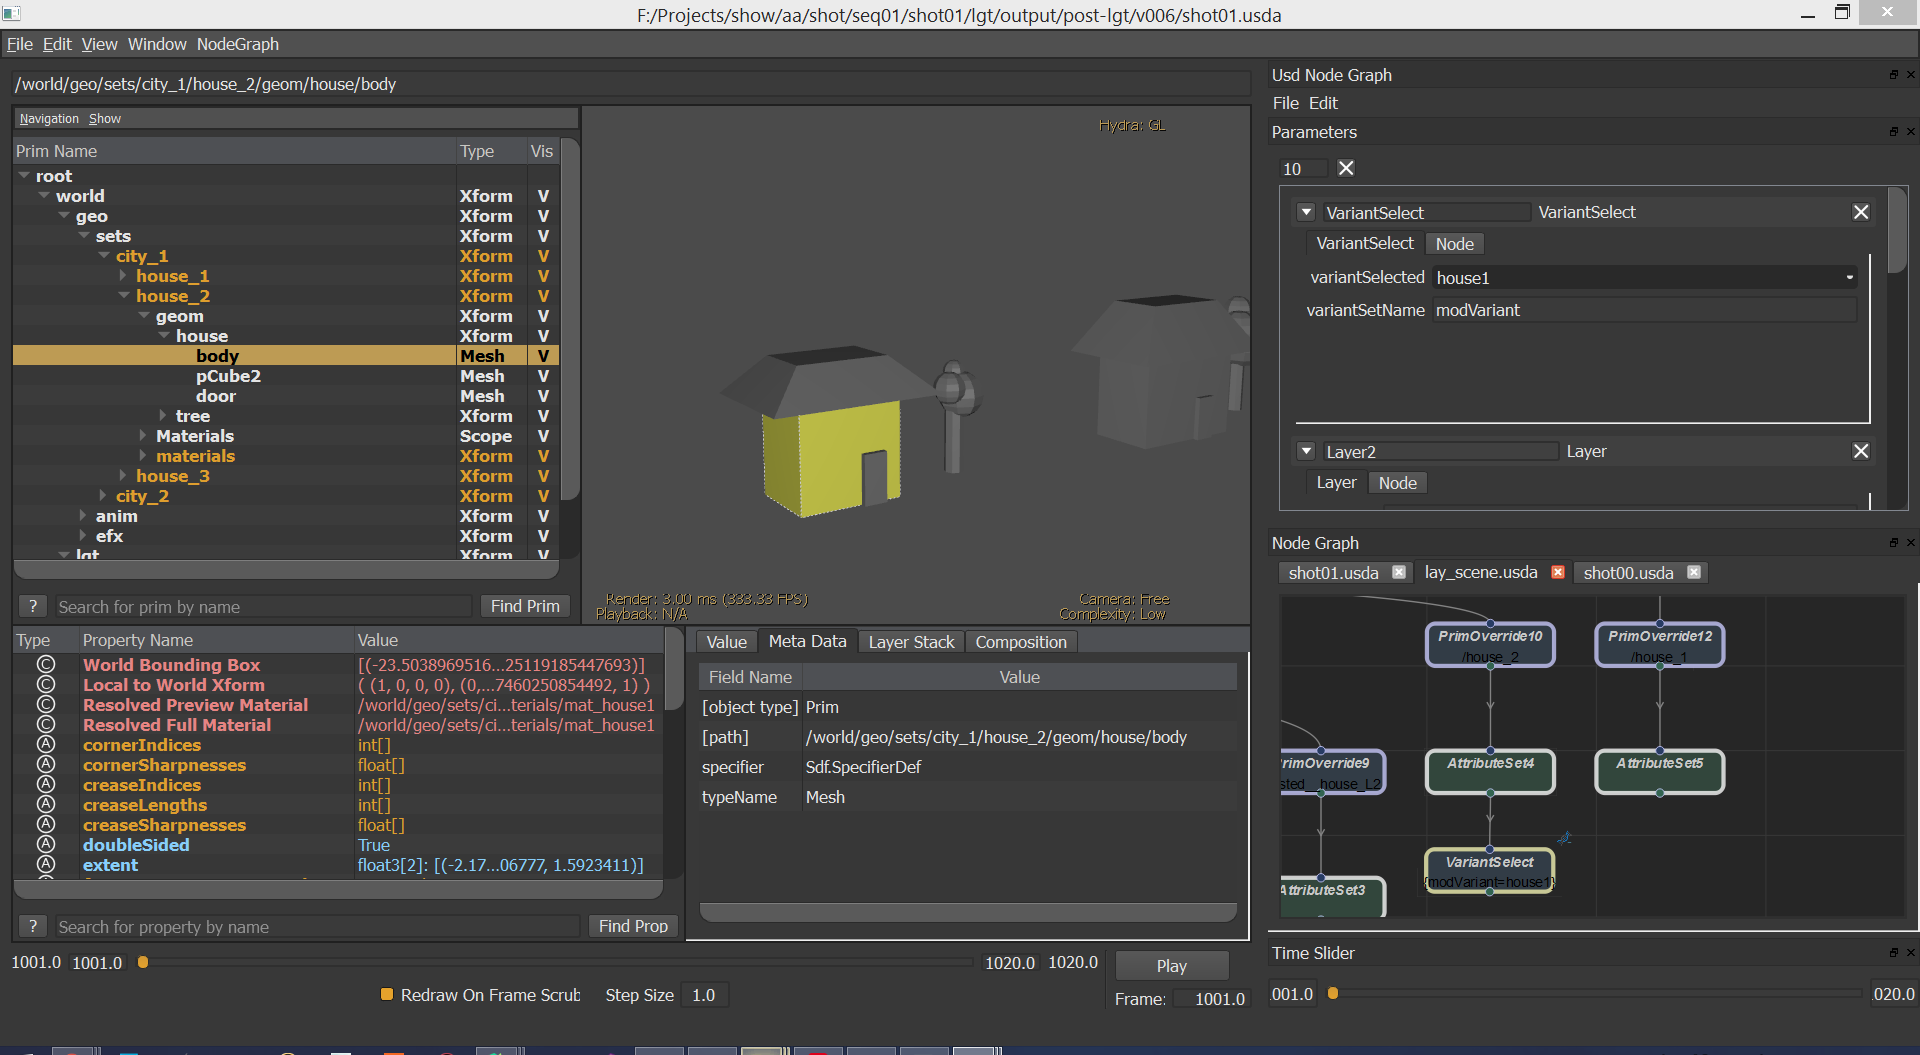 F:/Projects/show/aa/shot/seq01/shot01/lgt/output/post-lgt/v006/shot01.usda
File Edit View Window NodeGraph
/world/geo/sets/city_1/house_2/geom/house/body
Navigation Show
Prim Name Type Vis
root
world Xform V
geo Xform V
sets Xform V
city_1 Xform V
house_1 Xform V
house_2 Xform V
geom Xform V
house Xform V
body Mesh V
pCube2 Mesh V
door Mesh V
tree Xform V
Materials Scope V
materials Xform V
house_3 Xform V
city_2 Xform V
anim Xform V
efx Xform V
lgt Xform V
? Search for prim by name Find Prim
Hydra: GL
Render: 3.00 ms (333.33 FPS)
Playback: N/A
Camera: Free
Complexity: Low
Type Property Name Value
C World Bounding Box [(-23.5038969516...25119185447693)]
C Local to World Xform ( (1, 0, 0, 0), (0,...7460250854492, 1) )
C Resolved Preview Material /world/geo/sets/ci...terials/mat_house1
C Resolved Full Material /world/geo/sets/ci...terials/mat_house1
A cornerIndices int[]
A cornerSharpnesses float[]
A creaseIndices int[]
A creaseLengths int[]
A creaseSharpnesses float[]
A doubleSided True
A extent float3[2]: [(-2.17...06777, 1.5923411)]
? Search for property by name Find Prop
Value Meta Data Layer Stack Composition
Field Name Value
[object type] Prim
[path] /world/geo/sets/city_1/house_2/geom/house/body
specifier Sdf.SpecifierDef
typeName Mesh
1001.0 1001.0 1020.0 1020.0 Play
Redraw On Frame Scrub Step Size 1.0 Frame: 1001.0
Usd Node Graph
File Edit
Parameters
10
VariantSelect VariantSelect
VariantSelect Node
variantSelected house1
variantSetName modVariant
Layer2 Layer
Layer Node
Node Graph
shot01.usda lay_scene.usda shot00.usda
PrimOverride10 PrimOverride12
/house_2 /house_1
rimOverride9 AttributeSet4 AttributeSet5
sted__house_L2
VariantSelect
{modVariant=house1}
AttributeSet3
Time Slider
001.0 020.0